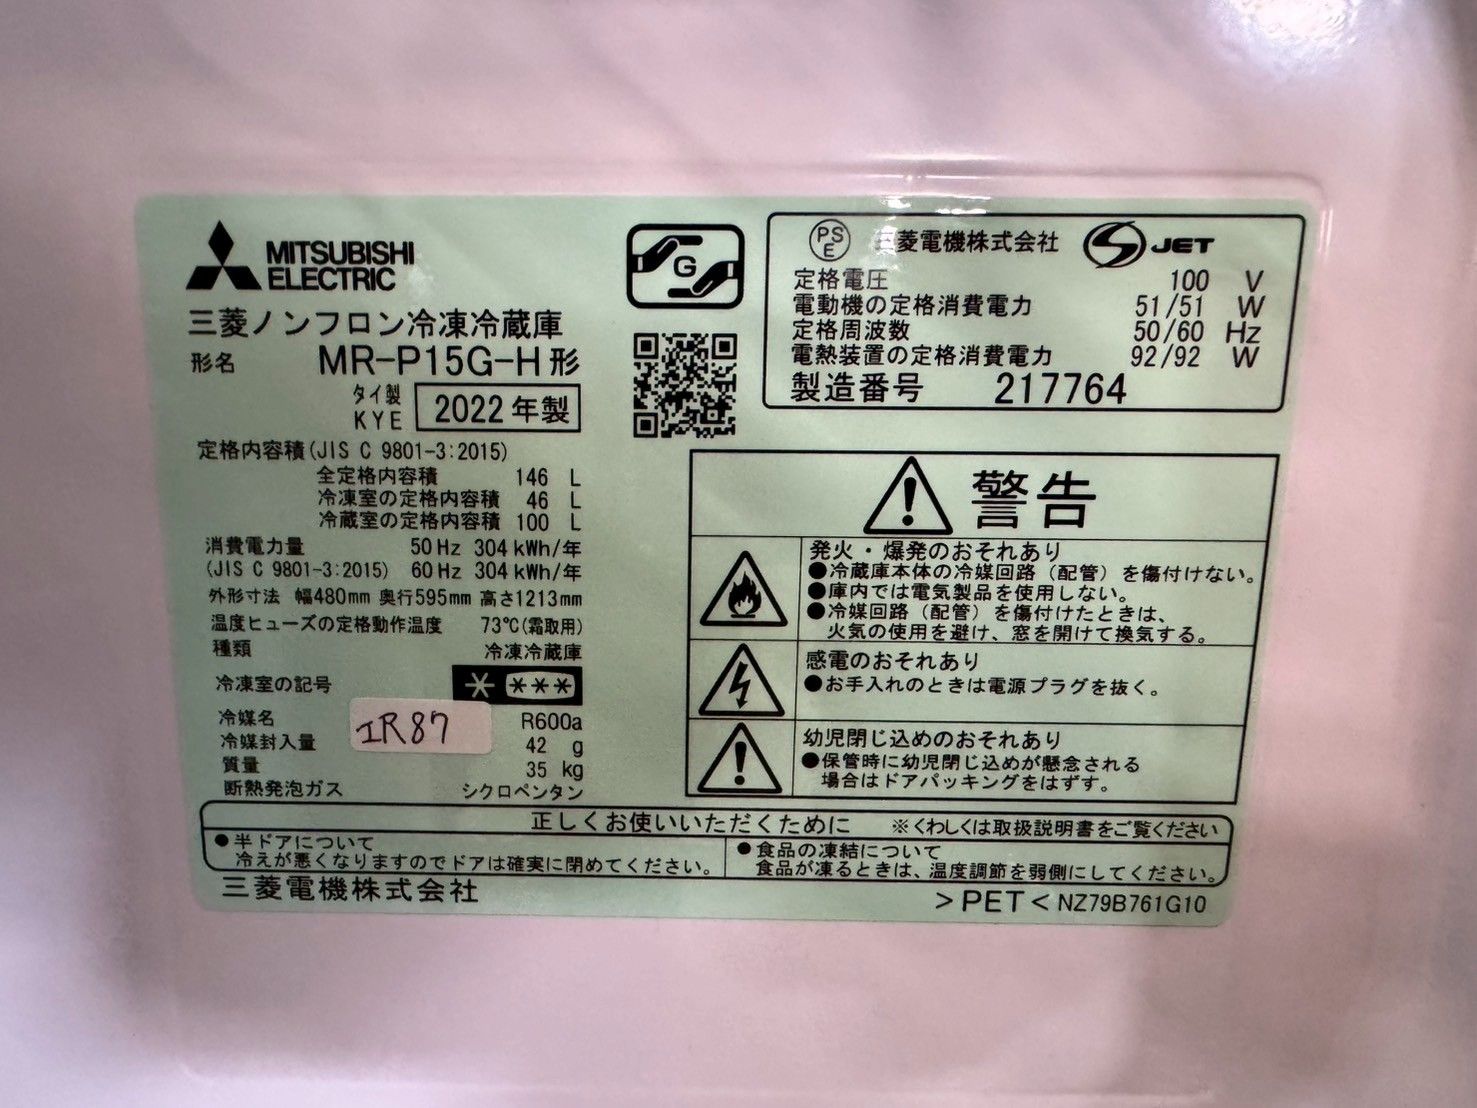 MITSUBISHI
ELECTRIC
三菱ノンフロン冷凍冷蔵庫
形名 MR-P15G-H形
タイ製
KYE 2022年製
定格内容積(JIS C 9801-3:2015)
全定格内容積 146 L
冷凍室の定格内容積 46 L
冷蔵室の定格内容積 100 L
消費電力量 50Hz 304kWh/年
(JIS C 9801-3:2015) 60Hz 304kWh/年
外形寸法 幅480mm 奥行595mm 高さ1213mm
温度ヒューズの定格動作温度 73℃(霜取用)
種類 冷凍冷蔵庫
冷凍室の記号
冷媒名 R600a
冷媒封入量 42 g
質量 35 kg
断熱発泡ガス シクロペンタン
IR87
G
PSE 三菱電機株式会社 S JET
定格電圧 100 V
電動機の定格消費電力 51/51 W
定格周波数 50/60 Hz
電熱装置の定格消費電力 92/92 W
製造番号 217764
警告
発火・爆発のおそれあり
●冷蔵庫本体の冷媒回路（配管）を傷付けない。
●庫内では電気製品を使用しない。
●冷媒回路（配管）を傷付けたときは、
火気の使用を避け、窓を開けて換気する。
感電のおそれあり
●お手入れのときは電源プラグを抜く。
幼児閉じ込めのおそれあり
●保管時に幼児閉じ込めが懸念される
場合はドアパッキングをはずす。
正しくお使いいただくために ※くわしくは取扱説明書をご覧ください
●半ドアについて
冷えが悪くなりますのでドアは確実に閉めてください。
●食品の凍結について
食品が凍るときは、温度調節を弱側にしてください。
三菱電機株式会社
>PET< NZ79B761G10